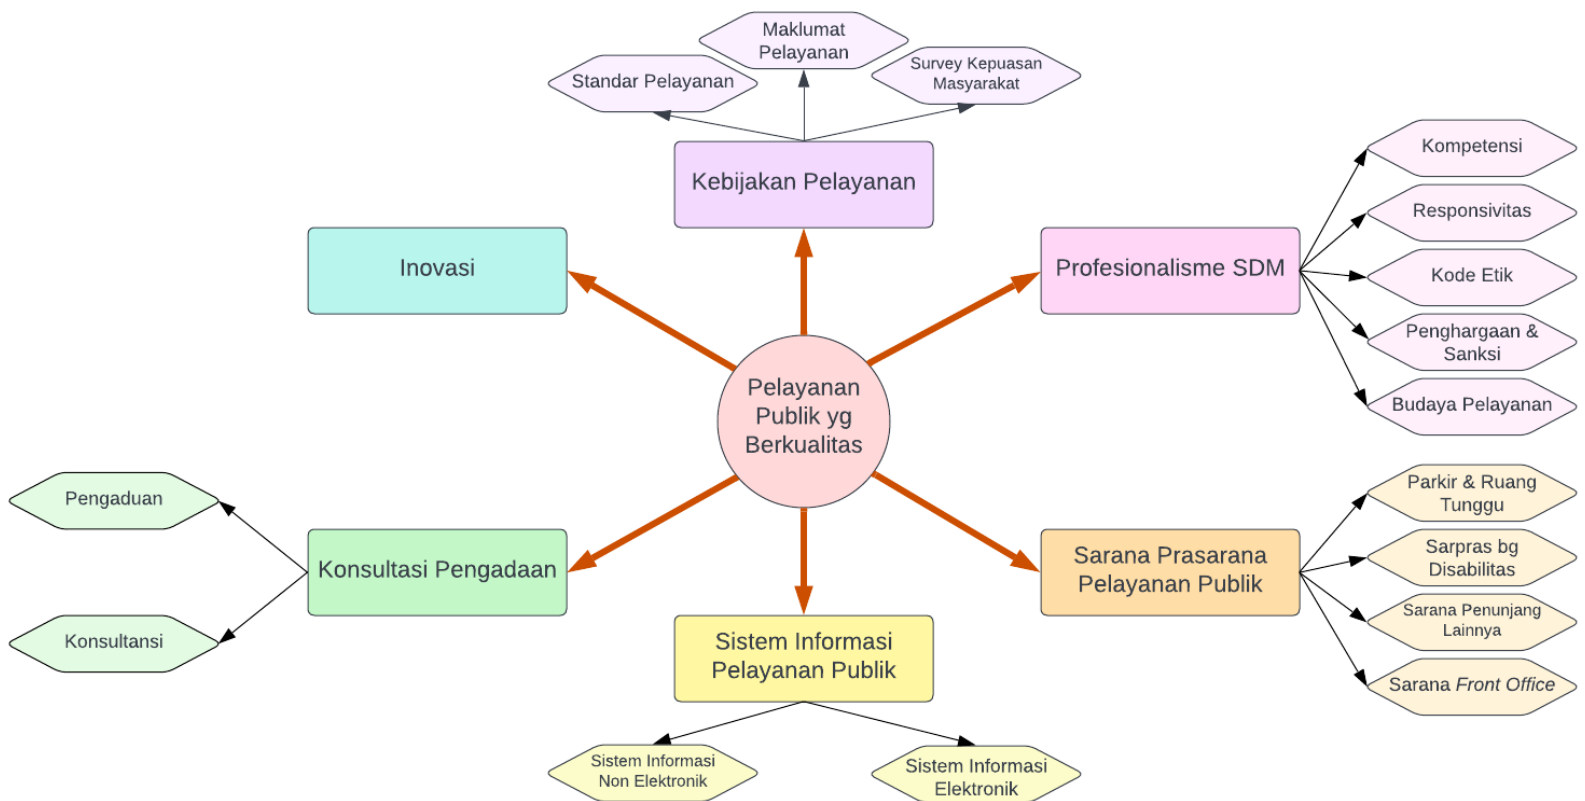 Maklumat
Pelayanan
Standar Pelayanan
Survey Kepuasan
Masyarakat
Kebijakan Pelayanan
Inovasi
Profesionalisme SDM
Kompetensi
Responsivitas
Kode Etik
Penghargaan &
Sanksi
Budaya Pelayanan
Pelayanan
Publik yg
Berkualitas
Pengaduan
Konsultasi Pengadaan
Konsultansi
Sistem Informasi
Pelayanan Publik
Sistem Informasi
Non Elektronik
Sistem Informasi
Elektronik
Sarana Prasarana
Pelayanan Publik
Parkir & Ruang
Tunggu
Sarpras bg
Disabilitas
Sarana Penunjang
Lainnya
Sarana Front Office